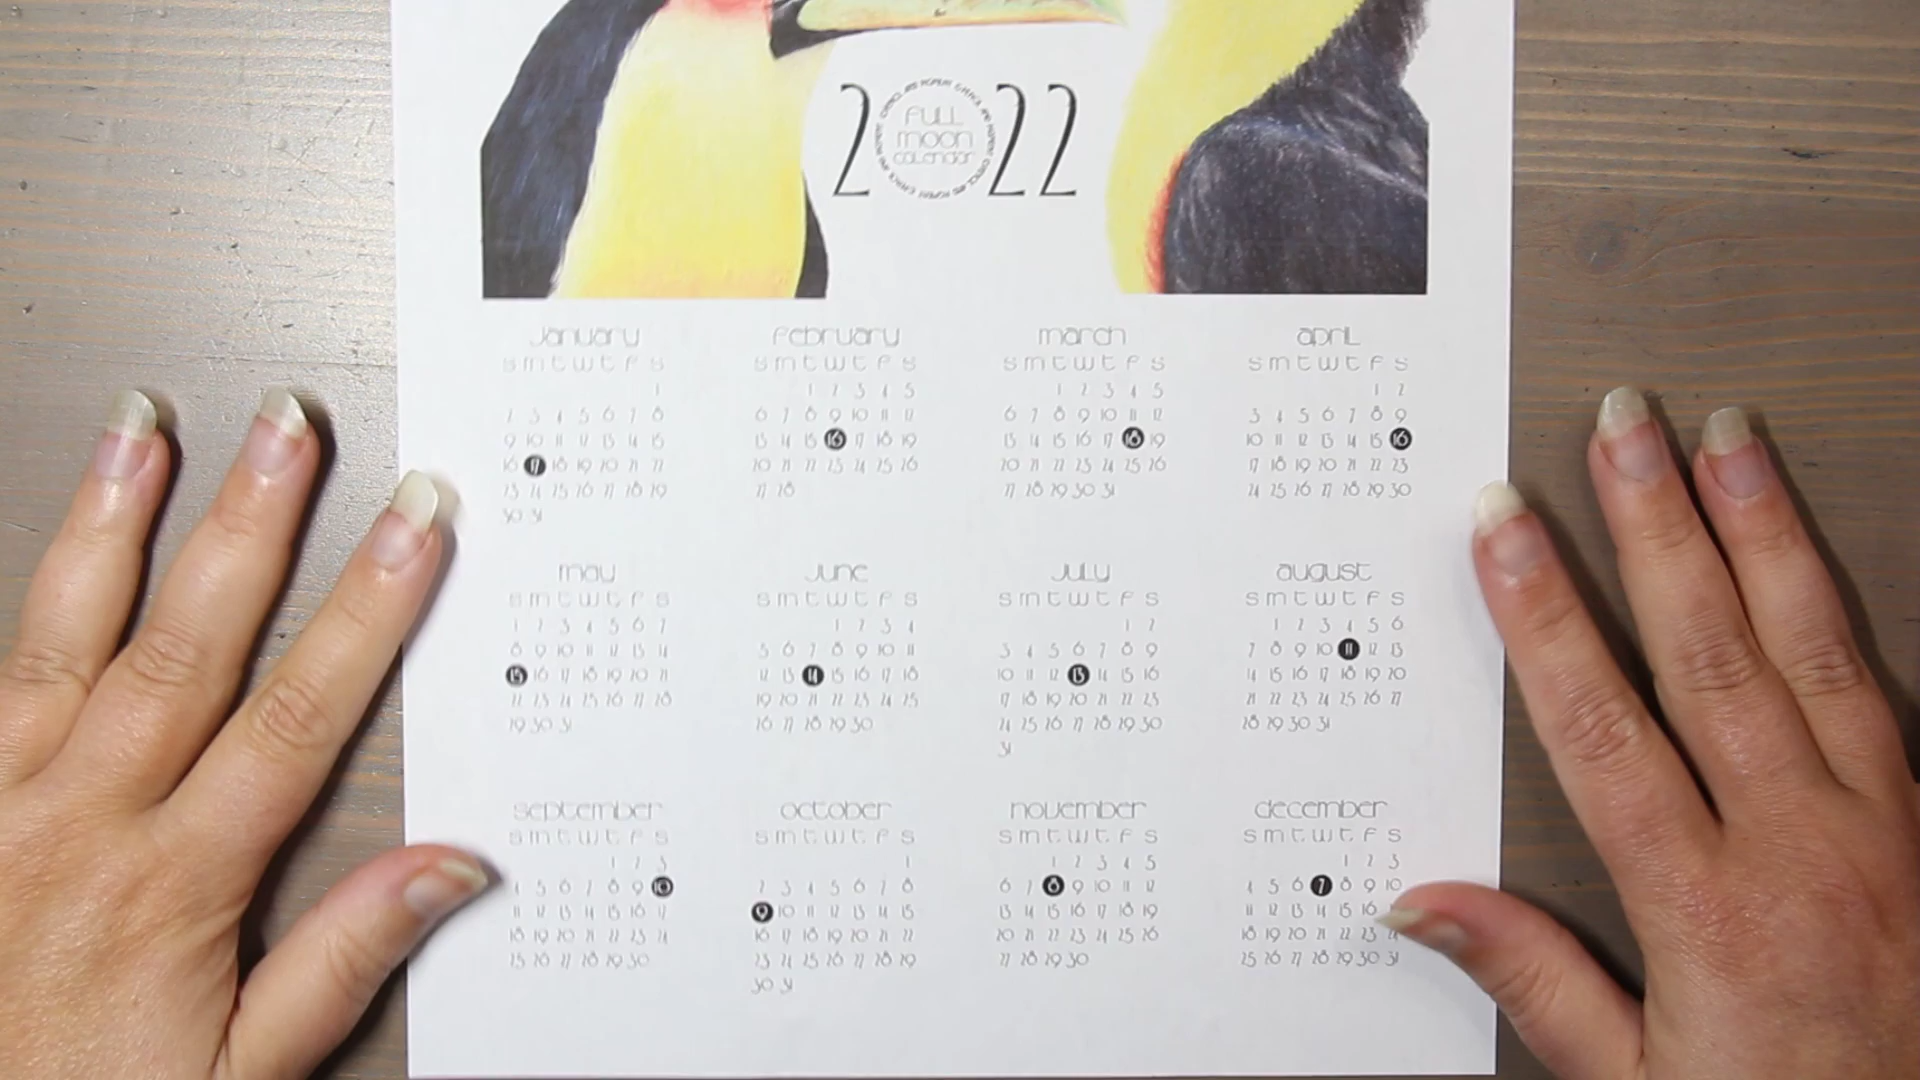 2 22
FULL
moon
calendar
January
s m t w t f s
1
2 3 4 5 6 7 8
9 10 11 12 13 14 15
16 17 18 19 20 21 22
23 24 25 26 27 28 29
30 31
february
s m t w t f s
1 2 3 4 5
6 7 8 9 10 11 12
13 14 15 16 17 18 19
20 21 22 23 24 25 26
27 28
march
s m t w t f s
1 2 3 4 5
6 7 8 9 10 11 12
13 14 15 16 17 18 19
20 21 22 23 24 25 26
27 28 29 30 31
april
s m t w t f s
1 2
3 4 5 6 7 8 9
10 11 12 13 14 15 16
17 18 19 20 21 22 23
24 25 26 27 28 29 30
may
s m t w t f s
1 2 3 4 5 6 7
8 9 10 11 12 13 14
15 16 17 18 19 20 21
22 23 24 25 26 27 28
29 30 31
June
s m t w t f s
1 2 3 4
5 6 7 8 9 10 11
12 13 14 15 16 17 18
19 20 21 22 23 24 25
26 27 28 29 30
July
s m t w t f s
1 2
3 4 5 6 7 8 9
10 11 12 13 14 15 16
17 18 19 20 21 22 23
24 25 26 27 28 29 30
31
august
s m t w t f s
1 2 3 4 5 6
7 8 9 10 11 12 13
14 15 16 17 18 19 20
21 22 23 24 25 26 27
28 29 30 31
september
s m t w t f s
1 2 3
4 5 6 7 8 9 10
11 12 13 14 15 16 17
18 19 20 21 22 23 24
25 26 27 28 29 30
october
s m t w t f s
1
2 3 4 5 6 7 8
9 10 11 12 13 14 15
16 17 18 19 20 21 22
23 24 25 26 27 28 29
30 31
november
s m t w t f s
1 2 3 4 5
6 7 8 9 10 11 12
13 14 15 16 17 18 19
20 21 22 23 24 25 26
27 28 29 30
december
s m t w t f s
1 2 3
4 5 6 7 8 9 10
11 12 13 14 15 16
18 19 20 21 22 23 24
25 26 27 28 29 30 31